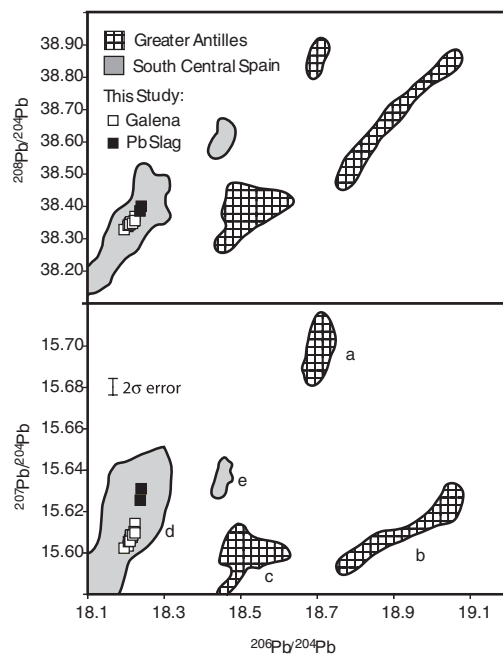 38.90
38.80
38.70
38.60
38.50
38.40
38.30
38.20
208Pb/204Pb
Greater Antilles
South Central Spain
This Study:
Galena
Pb Slag
15.70
15.68
15.66
15.64
15.62
15.60
207Pb/204Pb
2σ error
a
b
c
d
e
18.1 18.3 18.5 18.7 18.9 19.1
206Pb/204Pb